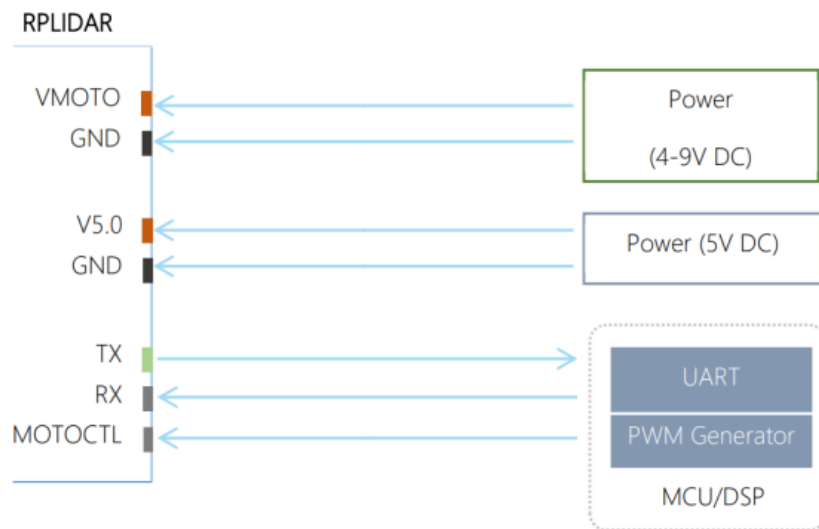 RPLIDAR
VMOTO
GND
Power
(4-9V DC)
V5.0
GND
Power (5V DC)
TX
RX
MOTOCTL
UART
PWM Generator
MCU/DSP